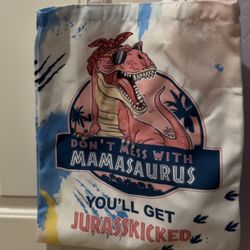 DON'T MESS WITH
MAMASAURUS
YOU'LL GET
JURASSKICKED